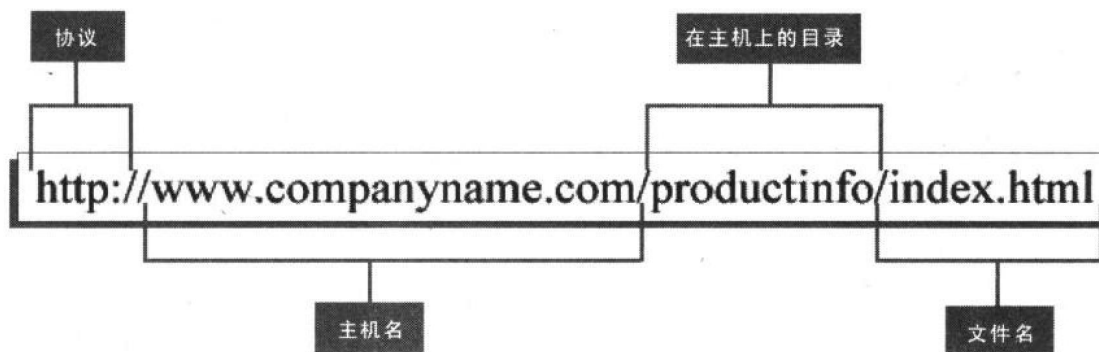 协议
在主机上的目录
http://www.companyname.com/productinfo/index.html
主机名
文件名